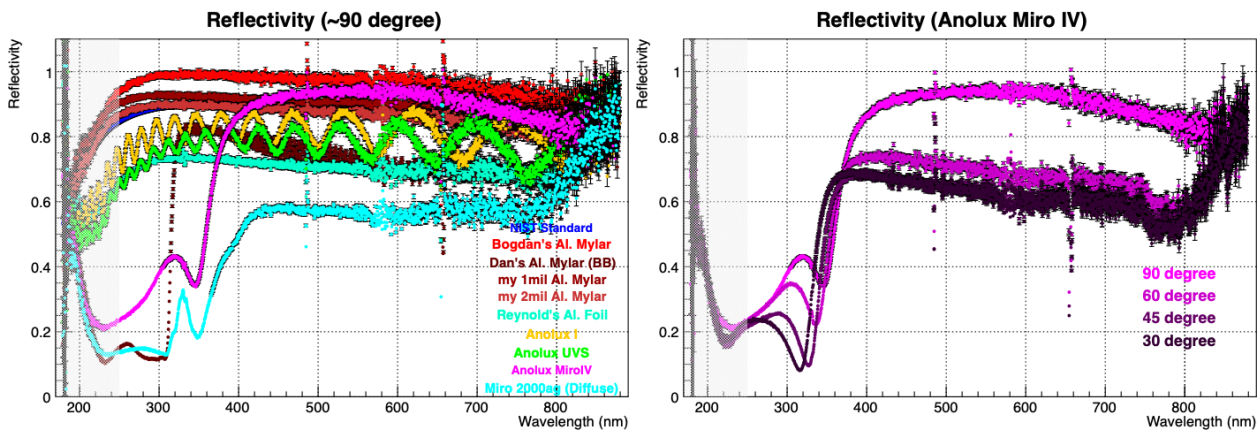 Reflectivity (~90 degree)
Reflectivity
1
0.8
0.6
0.4
0.2
0
NIST Standard
Bogdan's Al. Mylar
Dan's Al. Mylar (BB)
my 1mil Al. Mylar
my 2mil Al. Mylar
Reynold's Al. Foil
Anolux I
Anolux UVS
Anolux MiroIV
Miro 2000ag (Diffuse)
200 300 400 500 600 700 800
Wavelength (nm)
Reflectivity (Anolux Miro IV)
Reflectivity
1
0.8
0.6
0.4
0.2
0
90 degree
60 degree
45 degree
30 degree
200 300 400 500 600 700 800
Wavelength (nm)